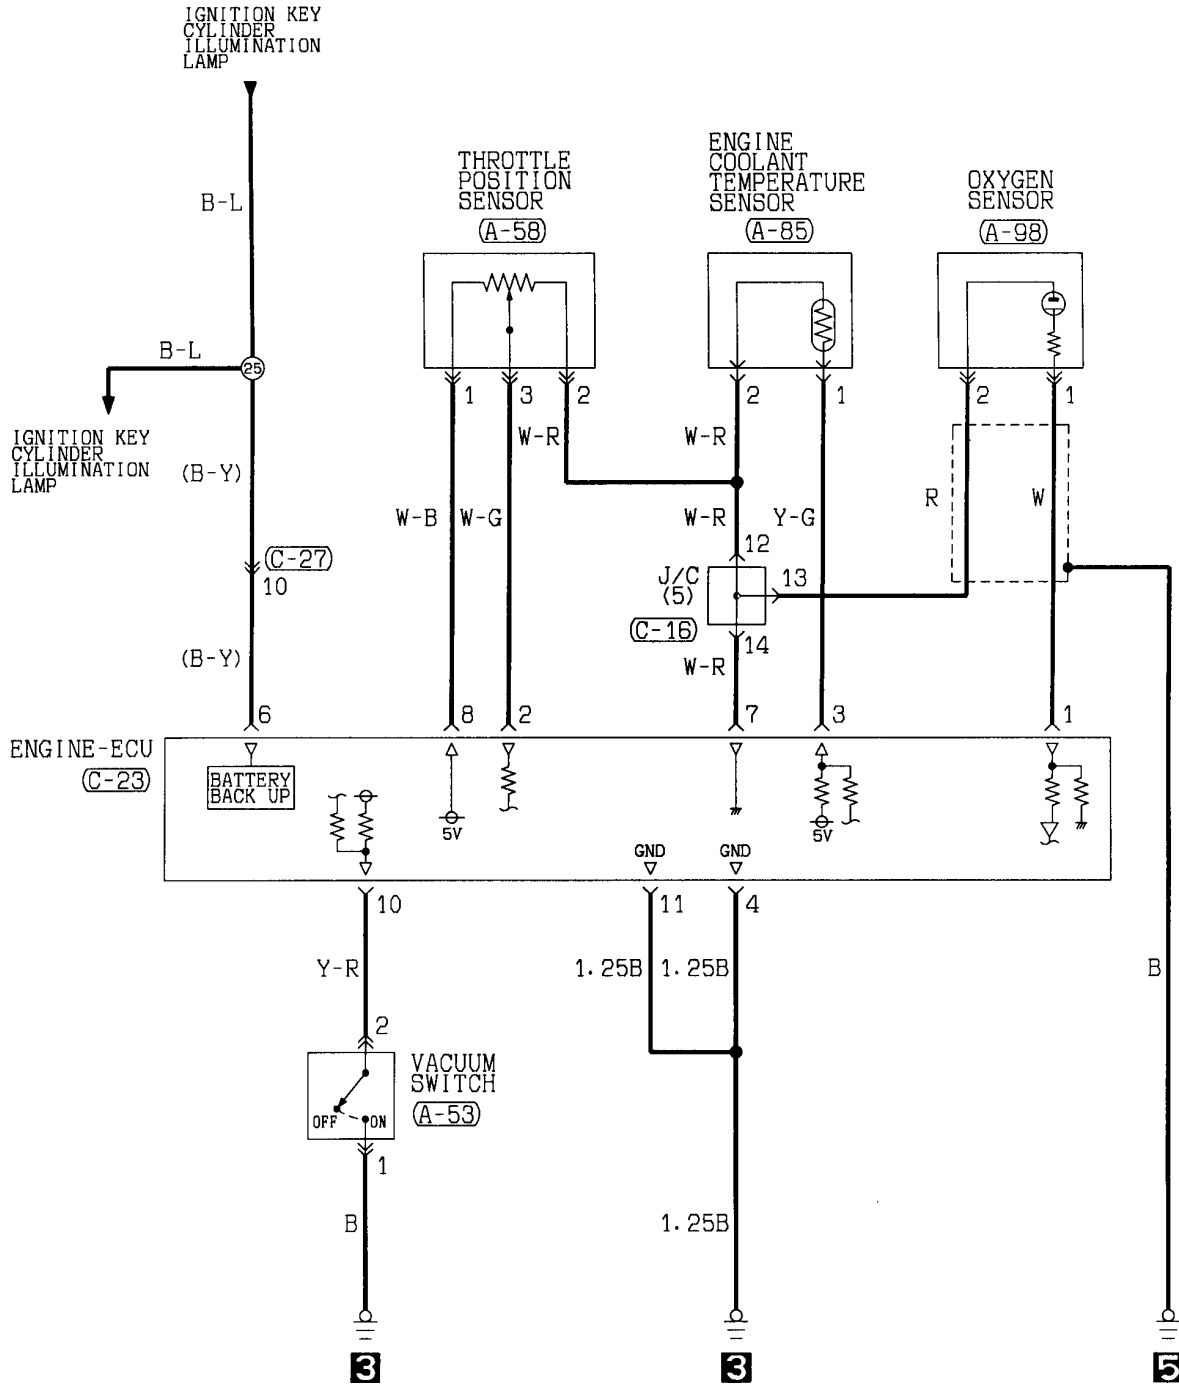 IGNITION KEY
CYLINDER
ILLUMINATION
LAMP
B-L
THROTTLE
POSITION
SENSOR
(A-58)
ENGINE
COOLANT
TEMPERATURE
SENSOR
(A-85)
OXYGEN
SENSOR
(A-98)
B-L
25
IGNITION KEY
CYLINDER
ILLUMINATION
LAMP
1 3 2 2 1 2 1
W-R W-R
(B-Y)
W-B W-G W-R Y-G R W
(C-27)
10
12
J/C
(5)
13
(C-16)
14
(B-Y)
W-R
6 8 2 7 3 1
ENGINE-ECU
(C-23)
BATTERY
BACK UP
5V
5V
GND GND
10 11 4
Y-R 1.25B 1.25B B
2
VACUUM
SWITCH
(A-53)
OFF ON
1
B 1.25B
3 3 5